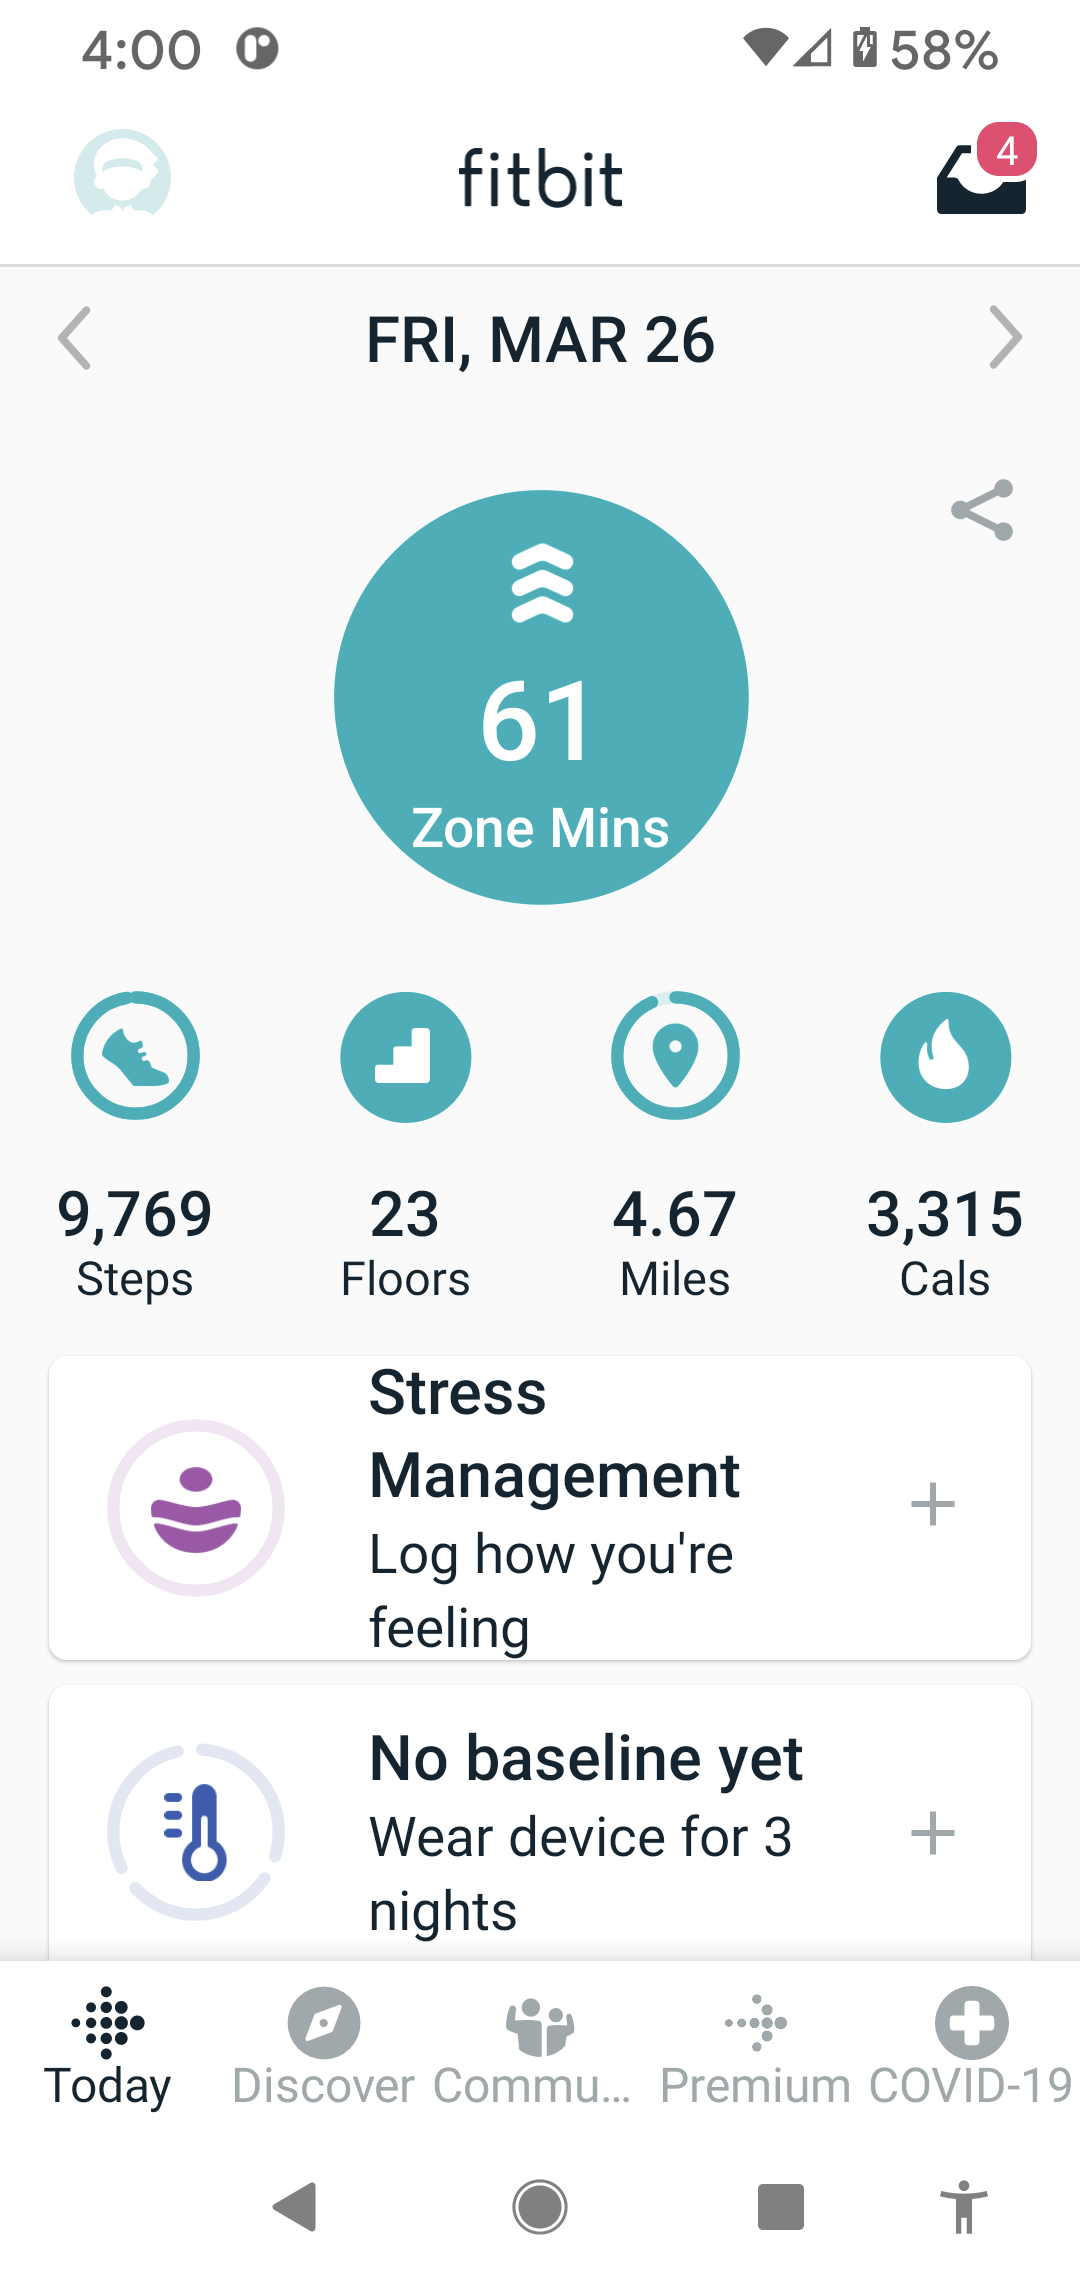 4:00 58%
fitbit 4
FRI, MAR 26
61
Zone Mins
9,769 23 4.67 3,315
Steps Floors Miles Cals
Stress
Management
Log how you're
feeling
No baseline yet
Wear device for 3
nights
Today Discover Commu... Premium COVID-19